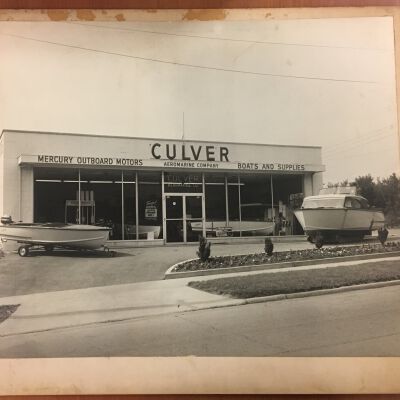 CULVER
MERCURY OUTBOARD MOTORS AEROMARINE COMPANY BOATS AND SUPPLIES
CULVER